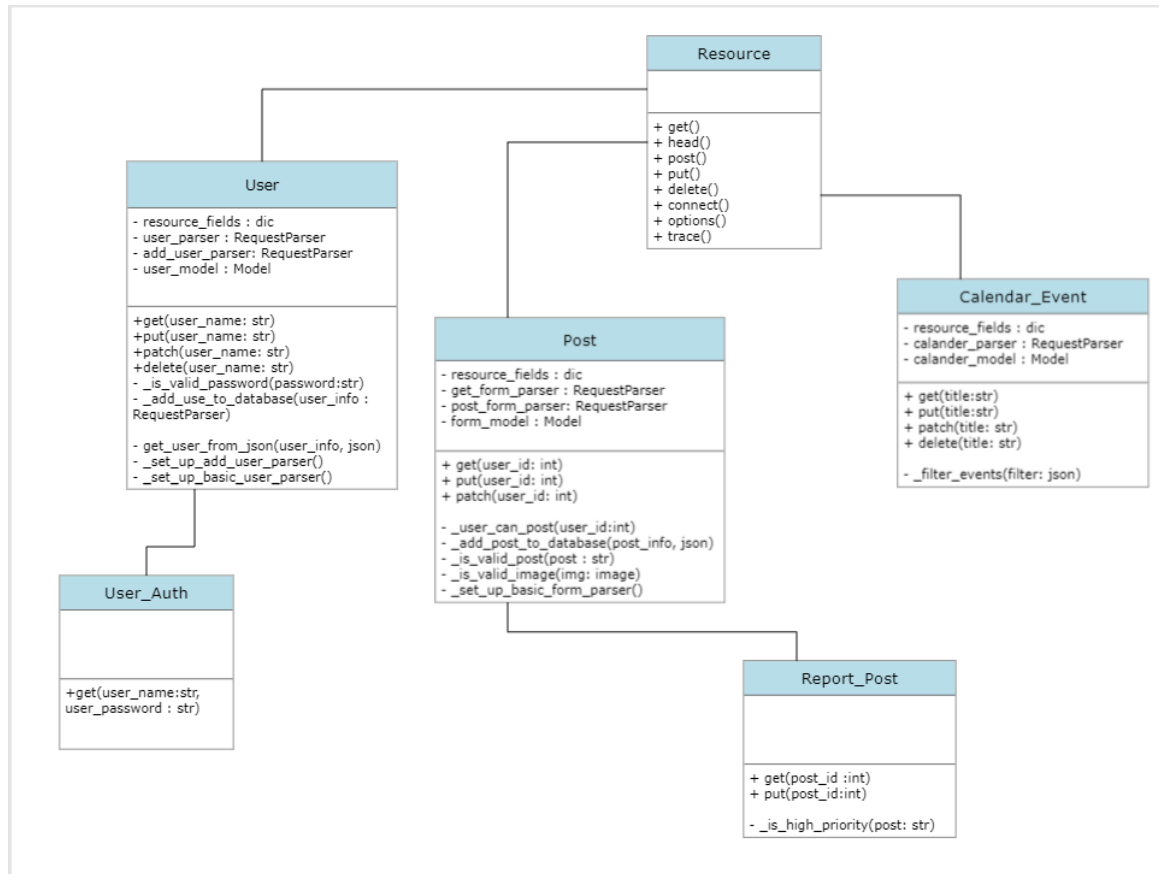 Resource
+ get()
+ head()
+ post()
+ put()
+ delete()
+ connect()
+ options()
+ trace()
User
- resource_fields : dic
- user_parser : RequestParser
- add_user_parser: RequestParser
- user_model : Model
+get(user_name: str)
+put(user_name: str)
+patch(user_name: str)
+delete(user_name: str)
- _is_valid_password(password:str)
- _add_use_to_database(user_info :
RequestParser)
- get_user_from_json(user_info, json)
- _set_up_add_user_parser()
- _set_up_basic_user_parser()
Calendar_Event
- resource_fields : dic
- calander_parser : RequestParser
- calander_model : Model
+ get(title:str)
+ put(title:str)
+ patch(title: str)
+ delete(title: str)
- _filter_events(filter: json)
Post
- resource_fields : dic
- get_form_parser : RequestParser
- post_form_parser: RequestParser
- form_model : Model
+ get(user_id: int)
+ put(user_id: int)
+ patch(user_id: int)
- _user_can_post(user_id:int)
- _add_post_to_database(post_info, json)
- _is_valid_post(post : str)
- _is_valid_image(img: image)
- _set_up_basic_form_parser()
User_Auth
+get(user_name:str,
user_password : str)
Report_Post
+ get(post_id :int)
+ put(post_id:int)
- _is_high_priority(post: str)